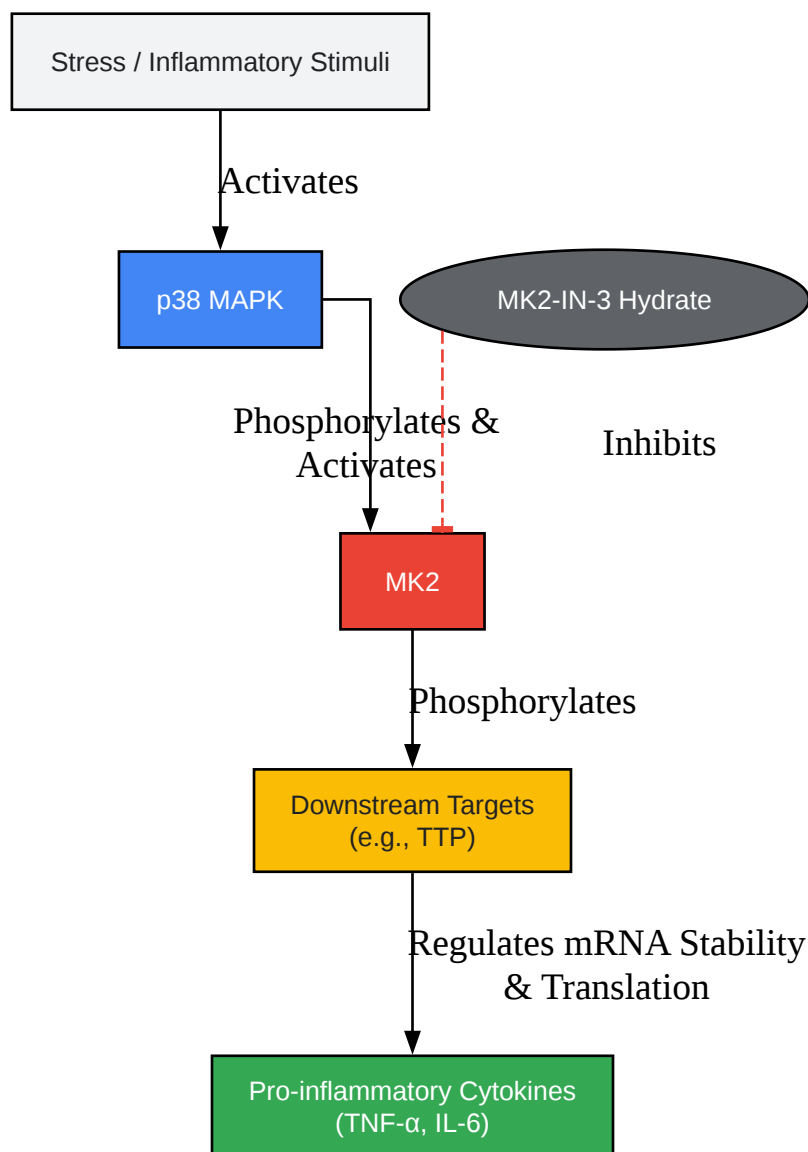 Stress / Inflammatory Stimuli
Activates
p38 MAPK
MK2-IN-3 Hydrate
Phosphorylates &
Activates
Inhibits
MK2
Phosphorylates
Downstream Targets
(e.g., TTP)
Regulates mRNA Stability
& Translation
Pro-inflammatory Cytokines
(TNF-α, IL-6)